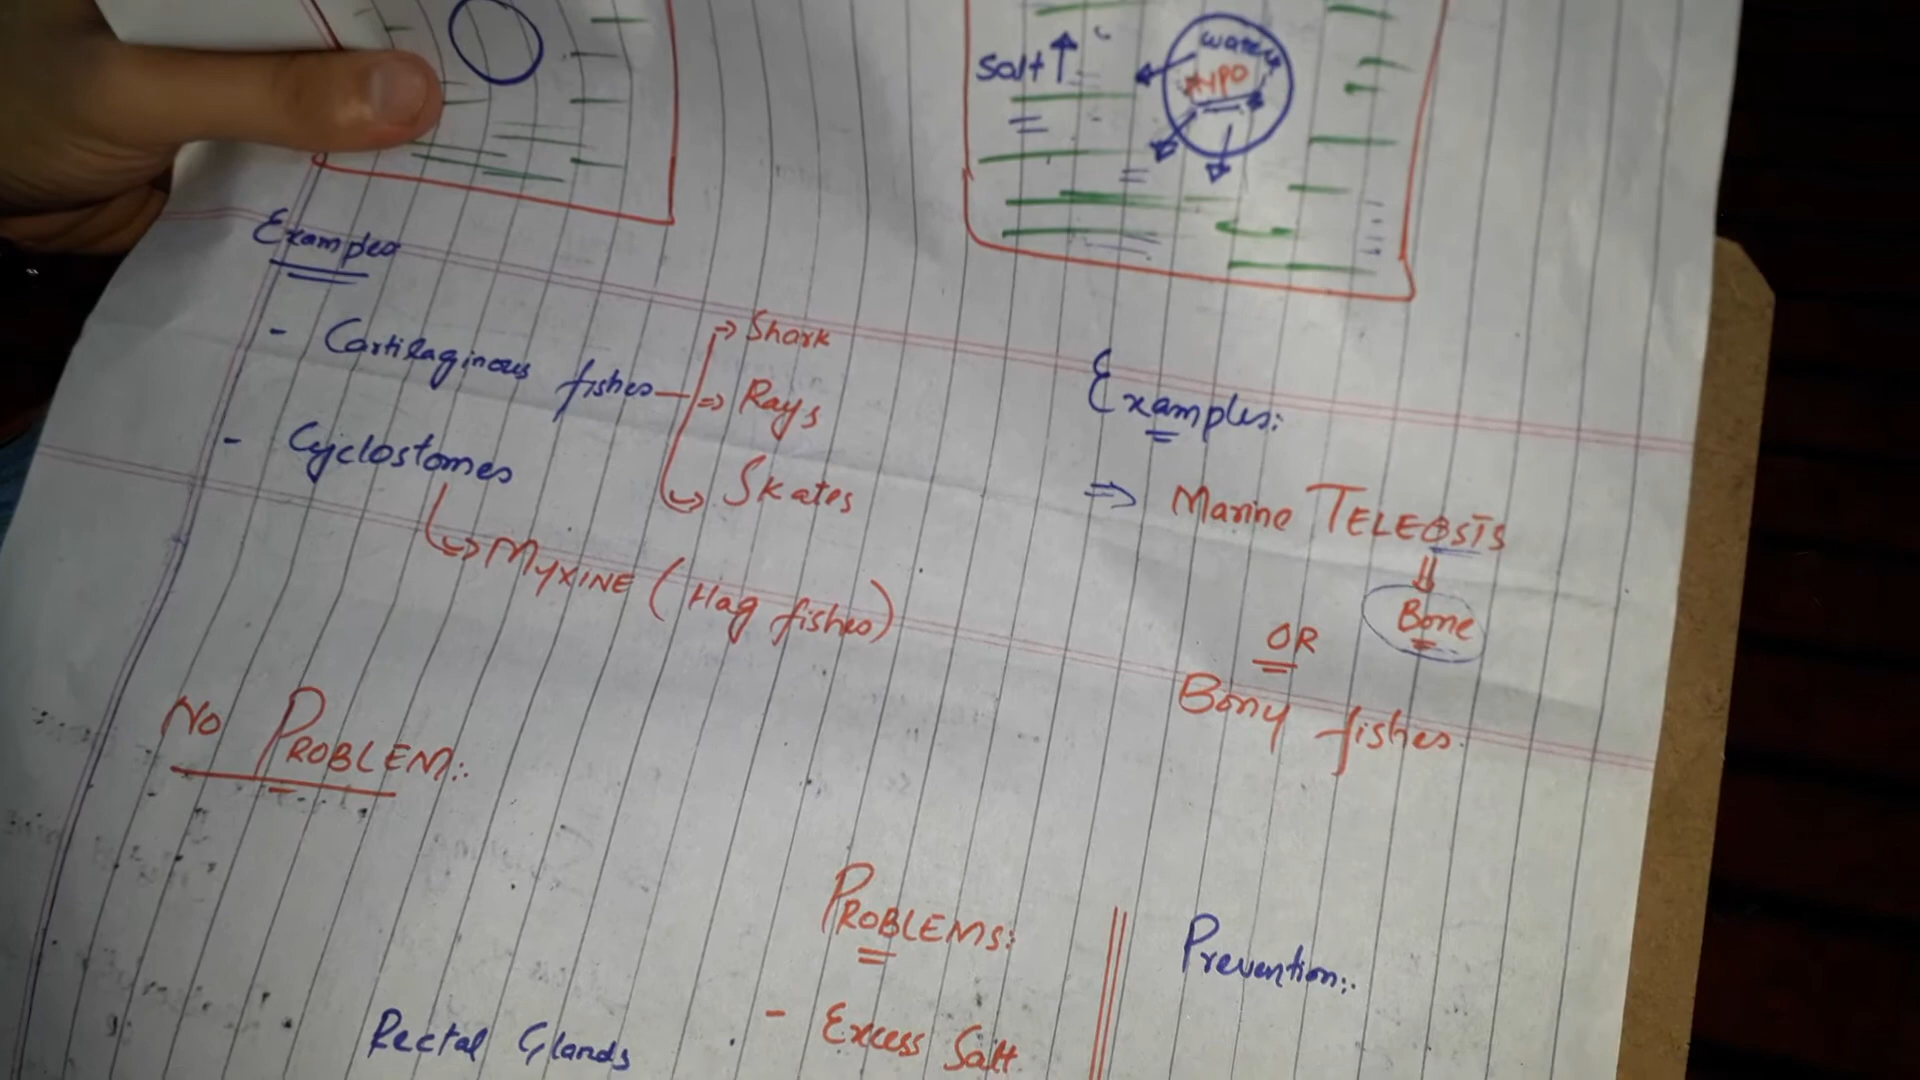 Salt↑
water
HYPO
Examples
- Cartilaginous fishes
→ Shark
⇒ Rays
→ Skates
- Cyclostomes
→ MYXINE (Hag fishes)
NO PROBLEM:
Examples:
⇒ Marine TELEOSTS
⇓
Bone
OR
Bony fishes.
PROBLEMS:
- Excess Salt
Prevention:
Rectal Glands